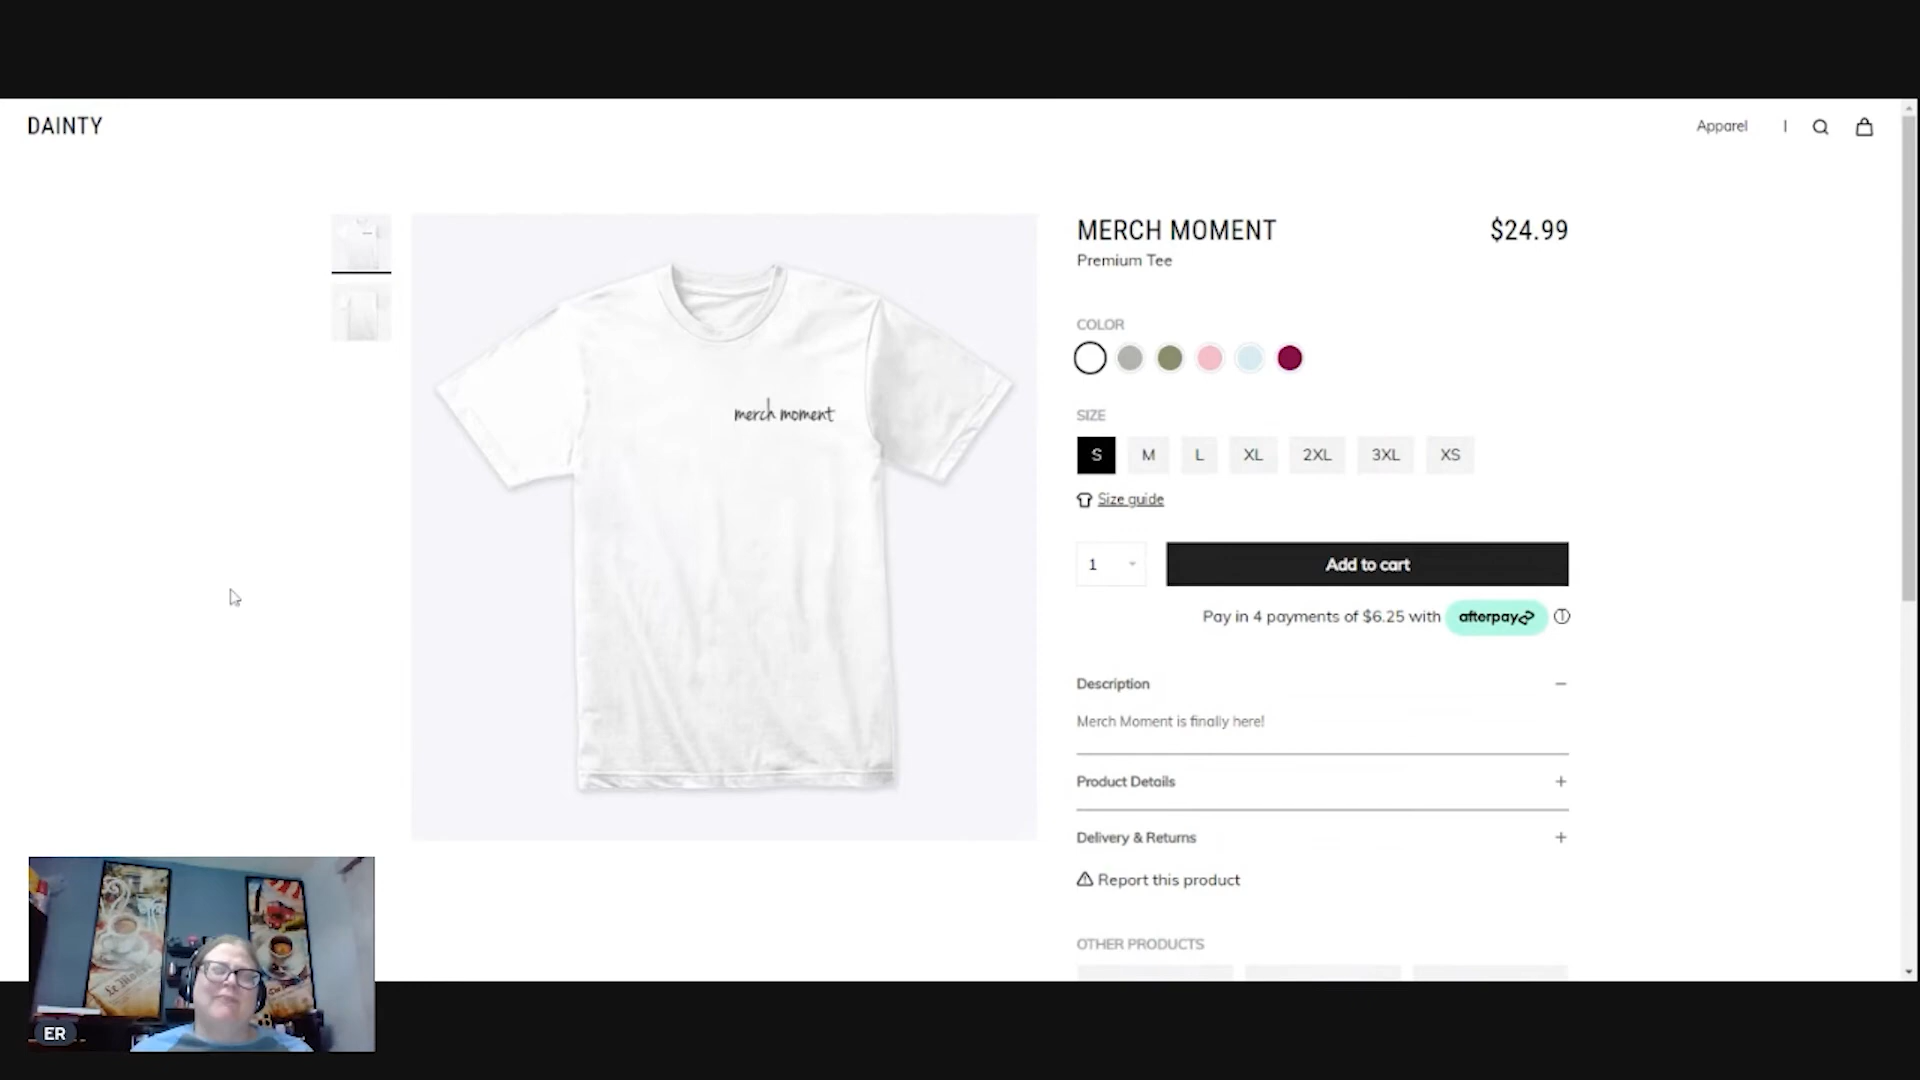 DAINTY
Apparel
MERCH MOMENT
$24.99
Premium Tee
COLOR
merch moment
SIZE
S M L XL 2XL 3XL XS
Size guide
1
Add to cart
Pay in 4 payments of $6.25 with afterpay
Description
Merch Moment is finally here!
Product Details
Delivery & Returns
Report this product
OTHER PRODUCTS
ER